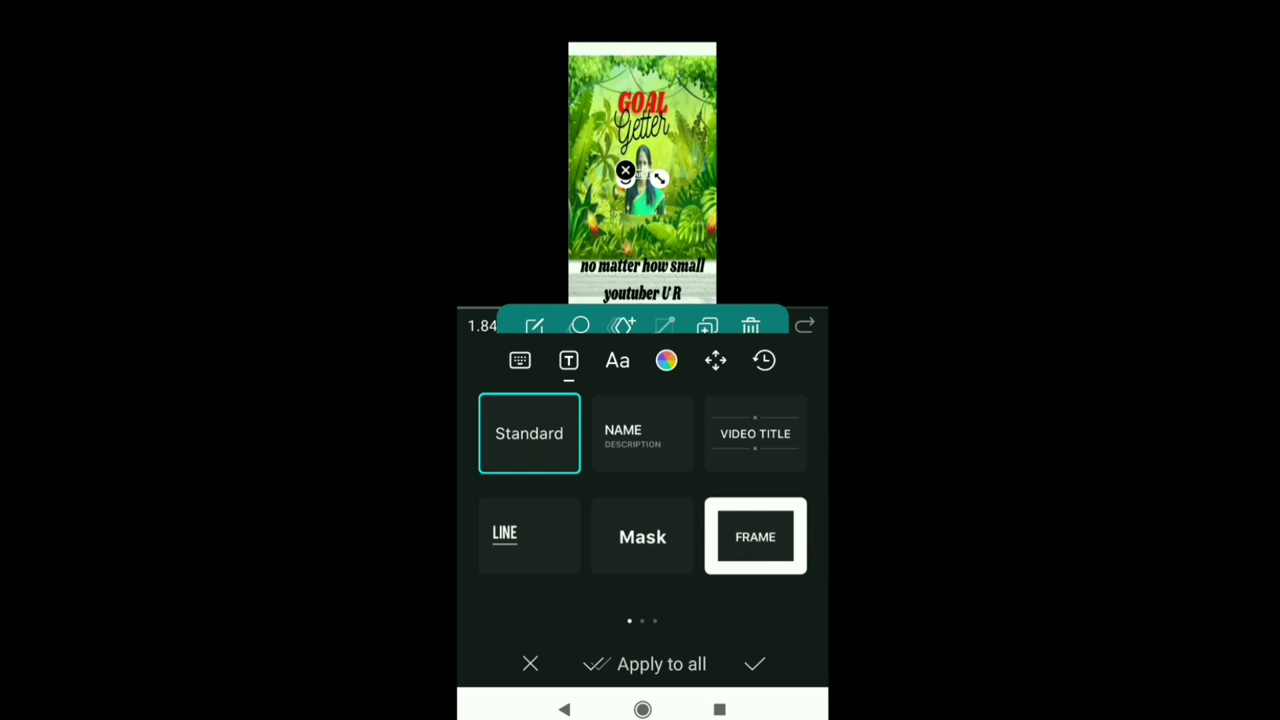 GOAL
Getter
no matter how small
youtuber U R
1.84
Aa
Standard
NAME
DESCRIPTION
VIDEO TITLE
LINE
Mask
FRAME
Apply to all